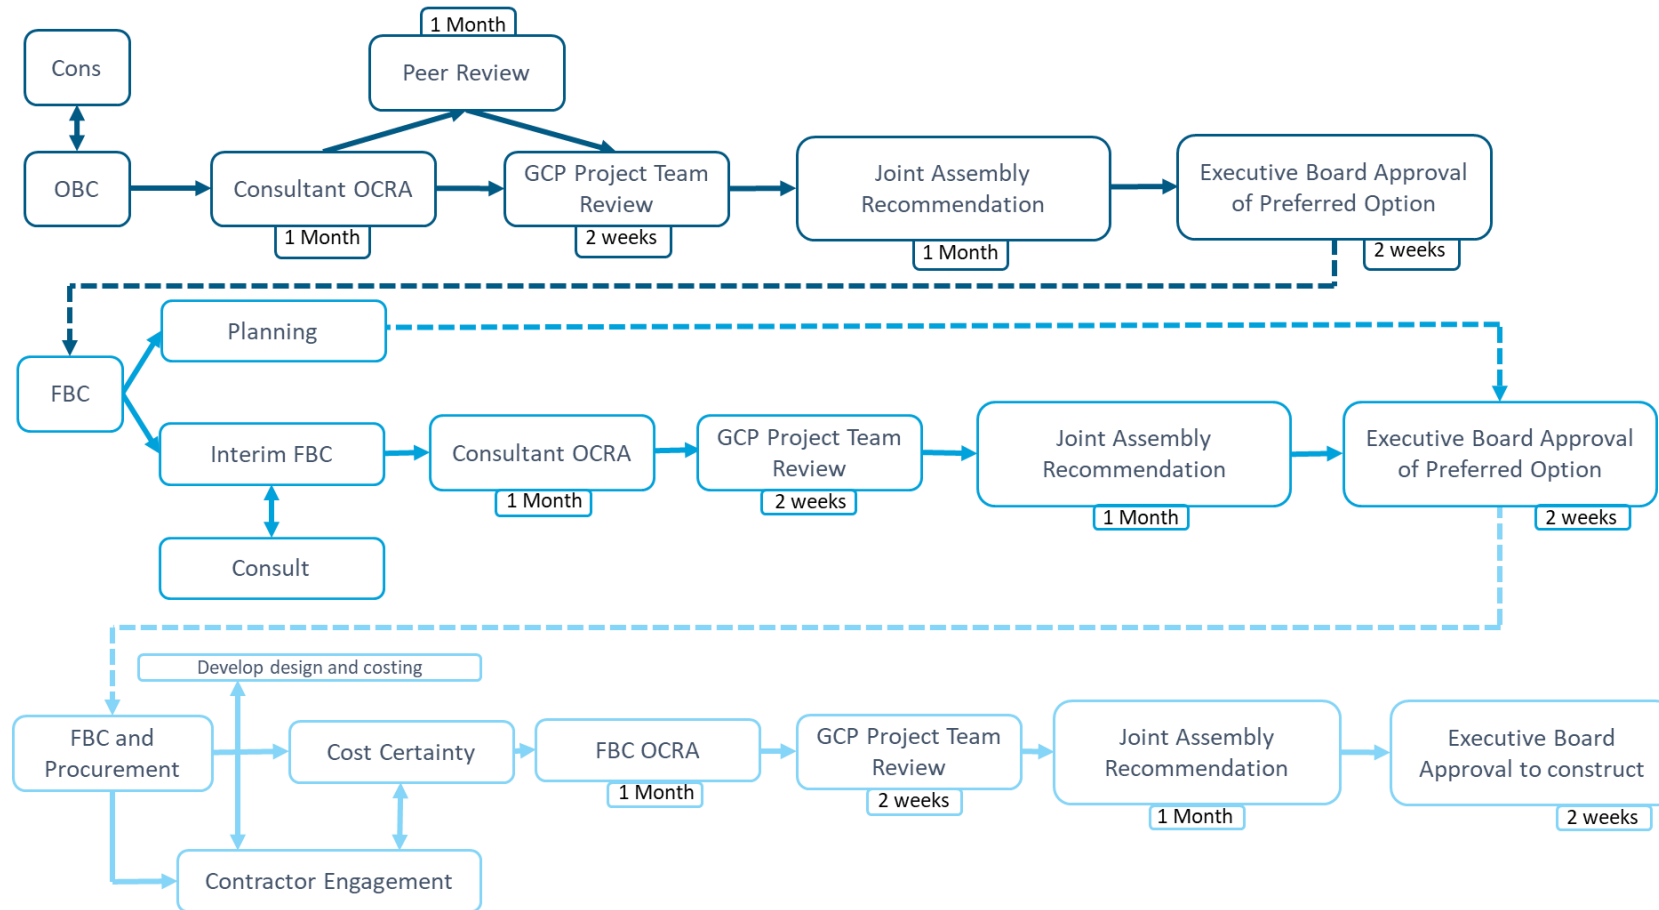 1 Month
Peer Review
Cons
OBC
Consultant OCRA
1 Month
GCP Project Team
Review
2 weeks
Joint Assembly
Recommendation
1 Month
Executive Board Approval
of Preferred Option
2 weeks
FBC
Planning
Interim FBC
Consult
Consultant OCRA
1 Month
GCP Project Team
Review
2 weeks
Joint Assembly
Recommendation
1 Month
Executive Board Approval
of Preferred Option
2 weeks
Develop design and costing
FBC and
Procurement
Cost Certainty
Contractor Engagement
FBC OCRA
1 Month
GCP Project Team
Review
2 weeks
Joint Assembly
Recommendation
1 Month
Executive Board
Approval to construct
2 weeks